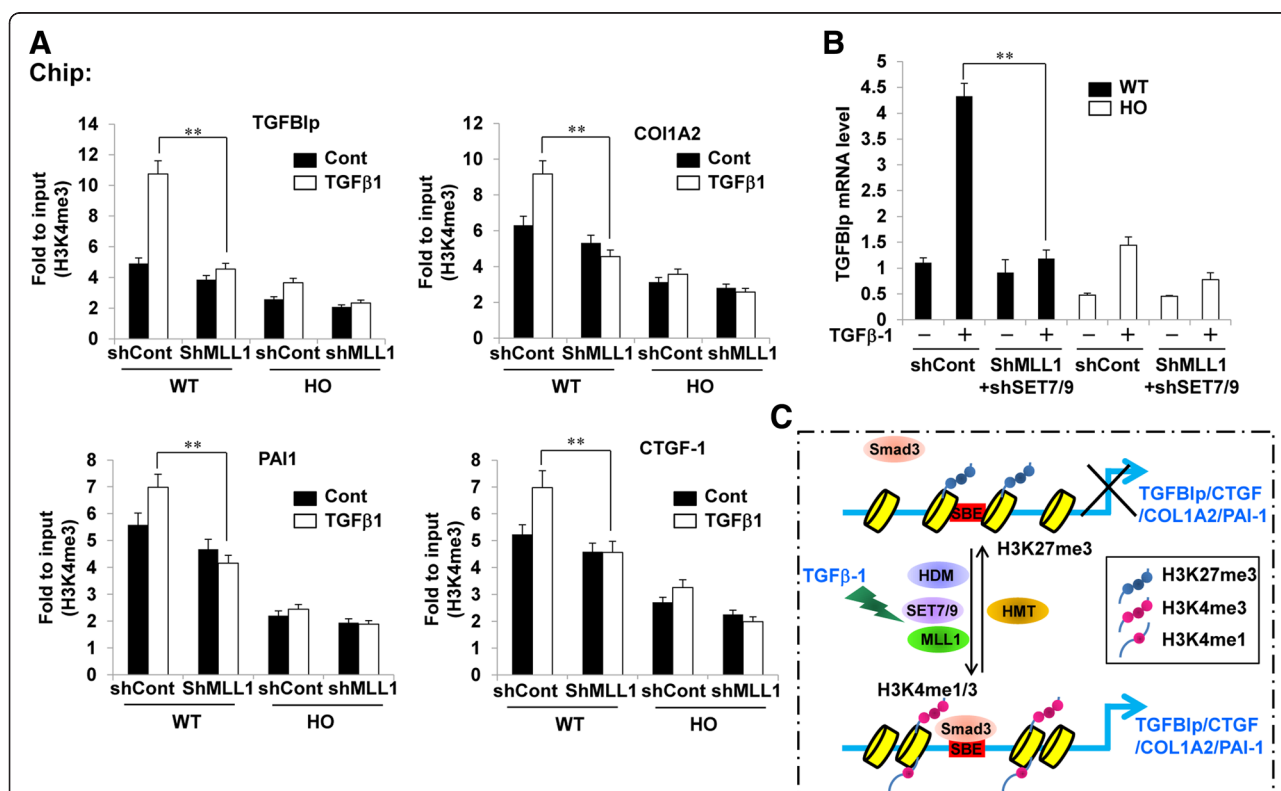 A
Chip:
TGFBIp
Fold to input
(H3K4me3)
14
12
10
8
6
4
2
0
**
Cont
TGFβ1
shCont ShMLL1 shCont shMLL1
WT HO
COl1A2
Fold to input
(H3K4me3)
12
10
8
6
4
2
0
**
Cont
TGFβ1
shCont ShMLL1 shCont shMLL1
WT HO
PAI1
Fold to input
(H3K4me3)
8
7
6
5
4
3
2
1
0
**
Cont
TGFβ1
shCont ShMLL1 shCont shMLL1
WT HO
CTGF-1
Fold to input
(H3K4me3)
8
7
6
5
4
3
2
1
0
**
Cont
TGFβ1
shCont ShMLL1 shCont shMLL1
WT HO
B
TGFBIp mRNA level
5
4.5
4
3.5
3
2.5
2
1.5
1
0.5
0
**
WT
HO
TGFβ-1 − + − + − + − +
shCont ShMLL1 shCont ShMLL1
+shSET7/9 +shSET7/9
C
Smad3
SBE
TGFBIp/CTGF
/COL1A2/PAI-1
H3K27me3
TGFβ-1
HDM
SET7/9
MLL1
HMT
H3K27me3
H3K4me3
H3K4me1
H3K4me1/3
Smad3
SBE
TGFBIp/CTGF
/COL1A2/PAI-1